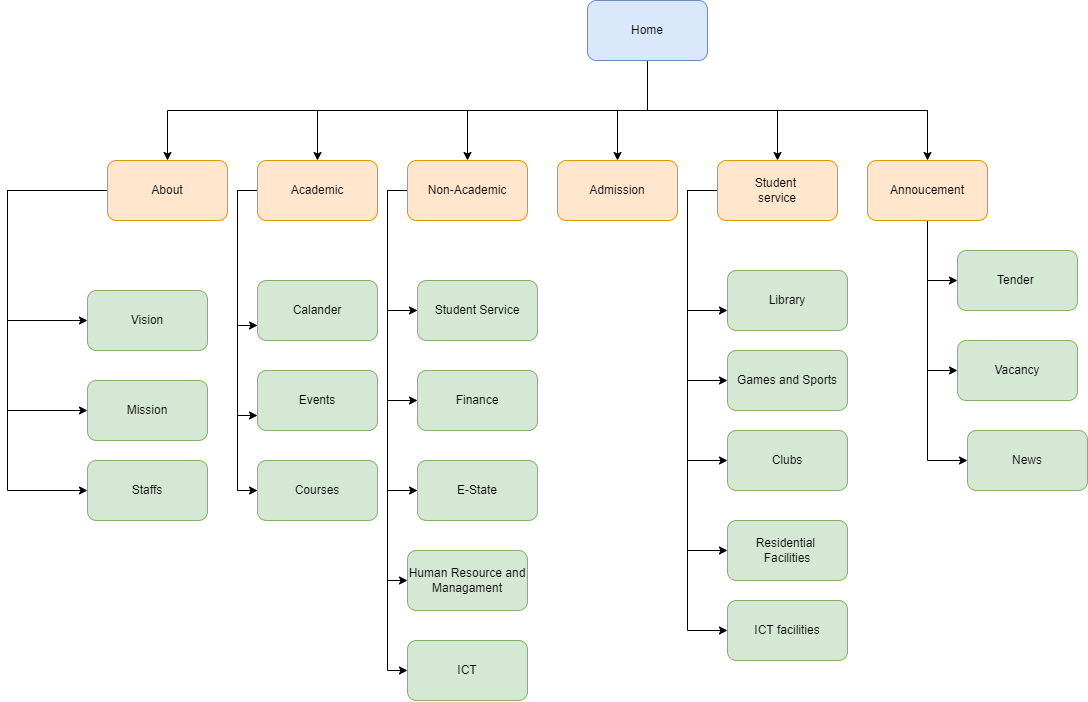 Home
About
Academic
Non-Academic
Admission
Student
service
Annoucement
Vision
Mission
Staffs
Calander
Events
Courses
Student Service
Finance
E-State
Human Resource and
Managament
ICT
Library
Games and Sports
Clubs
Residential
Facilities
ICT facilities
Tender
Vacancy
News